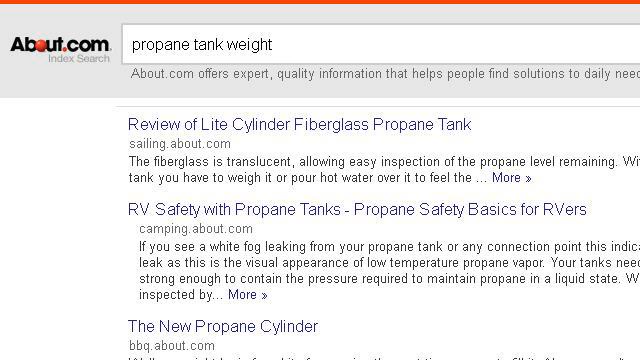 About.com
Index Search
propane tank weight
About.com offers expert, quality information that helps people find solutions to daily
Review of Lite Cylinder Fiberglass Propane Tank
sailing.about.com
The fiberglass is translucent, allowing easy inspection of the propane level remaining.
tank you have to weigh it or pour hot water over it to feel the ... More »
RV Safety with Propane Tanks - Propane Safety Basics for RVers
camping.about.com
If you see a white fog leaking from your propane tank or any connection point this
leak as this is the visual appearance of low temperature propane vapor. Your tanks
strong enough to contain the pressure required to maintain propane in a liquid state.
inspected by... More »
The New Propane Cylinder
bbq.about.com